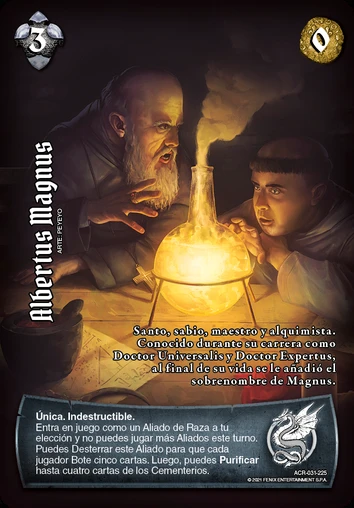 3
0
Albertus Magnus
ARTE: PEYEYO
Santo, sabio, maestro y alquimista.
Conocido durante su carrera como
Doctor Universalis y Doctor Expertus,
al final de su vida se le añadió el
sobrenombre de Magnus.
Única. Indestructible.
Entra en juego como un Aliado de Raza a tu
elección y no puedes jugar más Aliados este turno.
Puedes Desterrar este Aliado para que cada
jugador Bote cinco cartas. Luego, puedes Purificar
hasta cuatro cartas de los Cementerios.
ACR-031-225
© 2021 FENIX ENTERTAINMENT S.P.A.